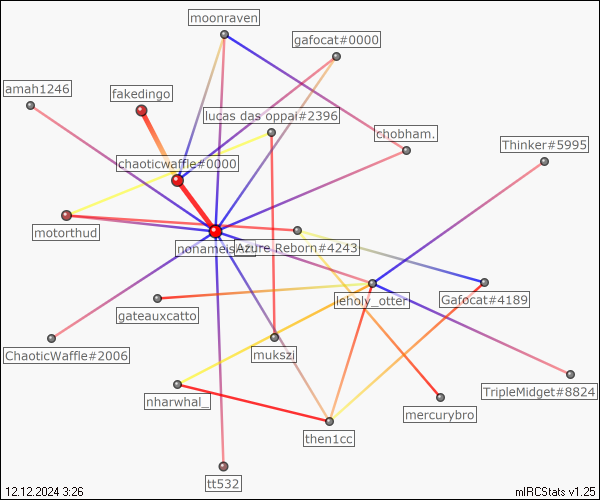 moonraven
gafocat#0000
amah1246
fakedingo
lucas das oppai#2396
chobham.
Thinker#5995
chaoticwaffle#0000
motorthud
Azure Reborn#4243
leholy_otter
Gafocat#4189
gateauxcatto
ChaoticWaffle#2006
mukszi
TripleMidget#8824
nharwhal_
mercurybro
then1cc
tt532
12.12.2024 3:26
mIRCStats v1.25